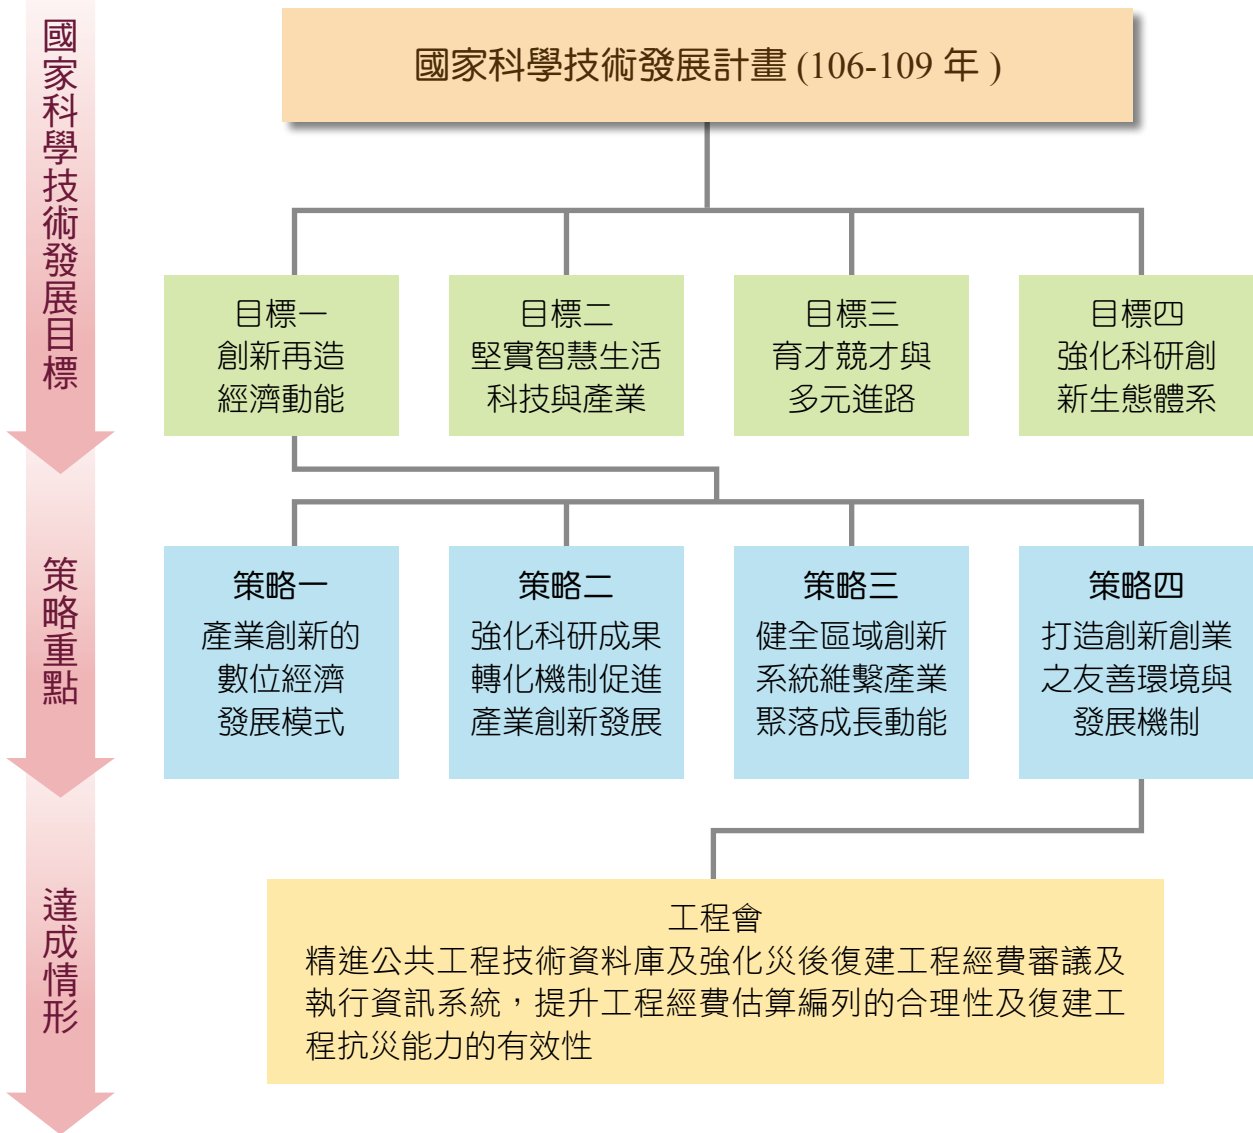 國家科學技術發展目標
國家科學技術發展計畫 (106-109 年 )
目標一
創新再造
經濟動能
目標二
堅實智慧生活
科技與產業
目標三
育才競才與
多元進路
目標四
強化科研創
新生態體系
策略重點
策略一
產業創新的
數位經濟
發展模式
策略二
強化科研成果
轉化機制促進
產業創新發展
策略三
健全區域創新
系統維繫產業
聚落成長動能
策略四
打造創新創業
之友善環境與
發展機制
達成情形
工程會
精進公共工程技術資料庫及強化災後復建工程經費審議及
執行資訊系統，提升工程經費估算編列的合理性及復建工
程抗災能力的有效性